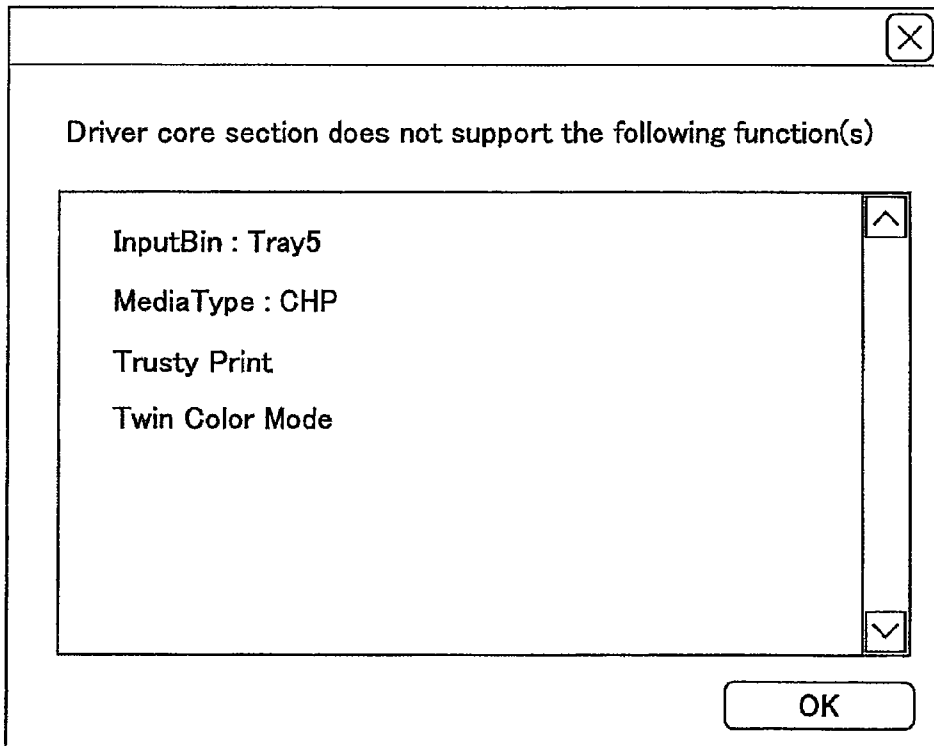 Driver core section does not support the following function(s)
InputBin : Tray5
MediaType : CHP
Trusty Print
Twin Color Mode
OK